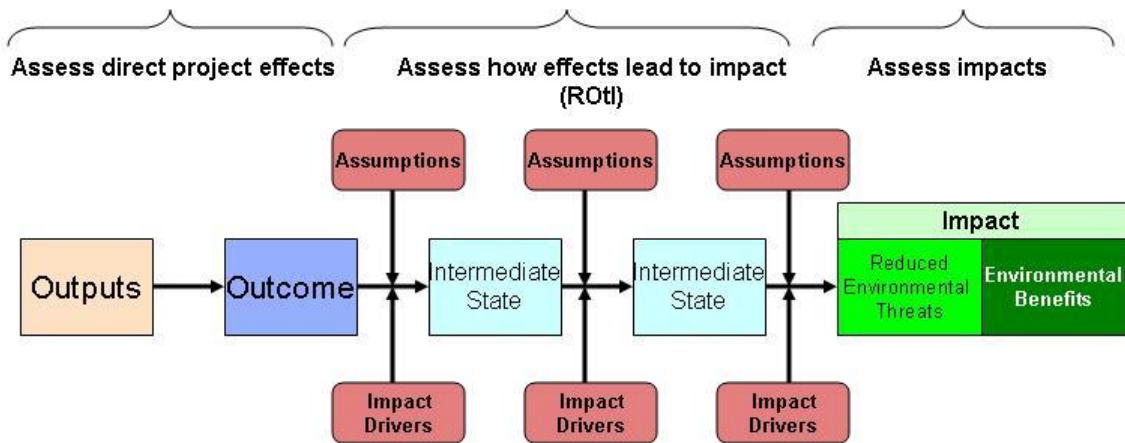 Assess direct project effects
Assess how effects lead to impact
(ROtI)
Assess impacts
Assumptions
Assumptions
Assumptions
Outputs
Outcome
Intermediate
State
Intermediate
State
Impact
Reduced
Environmental
Threats
Environmental
Benefits
Impact
Drivers
Impact
Drivers
Impact
Drivers